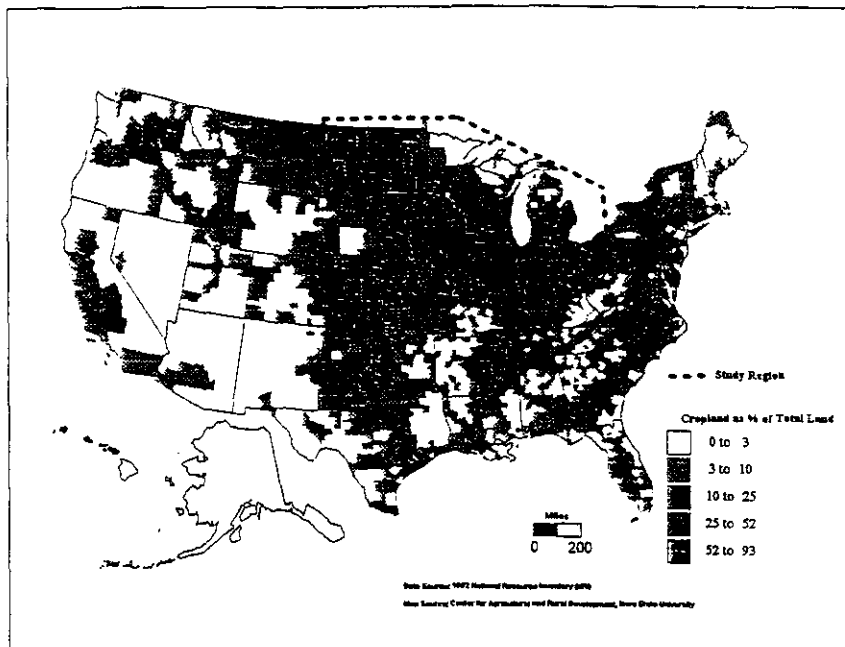 Study Region
Cropland as % of Total Land
0 to 3
3 to 10
10 to 25
25 to 52
52 to 93
Miles
0 200
Data Source: 1992 National Resource Inventory (NRI)
Map Source: Center for Agricultural and Rural Development, Iowa State University